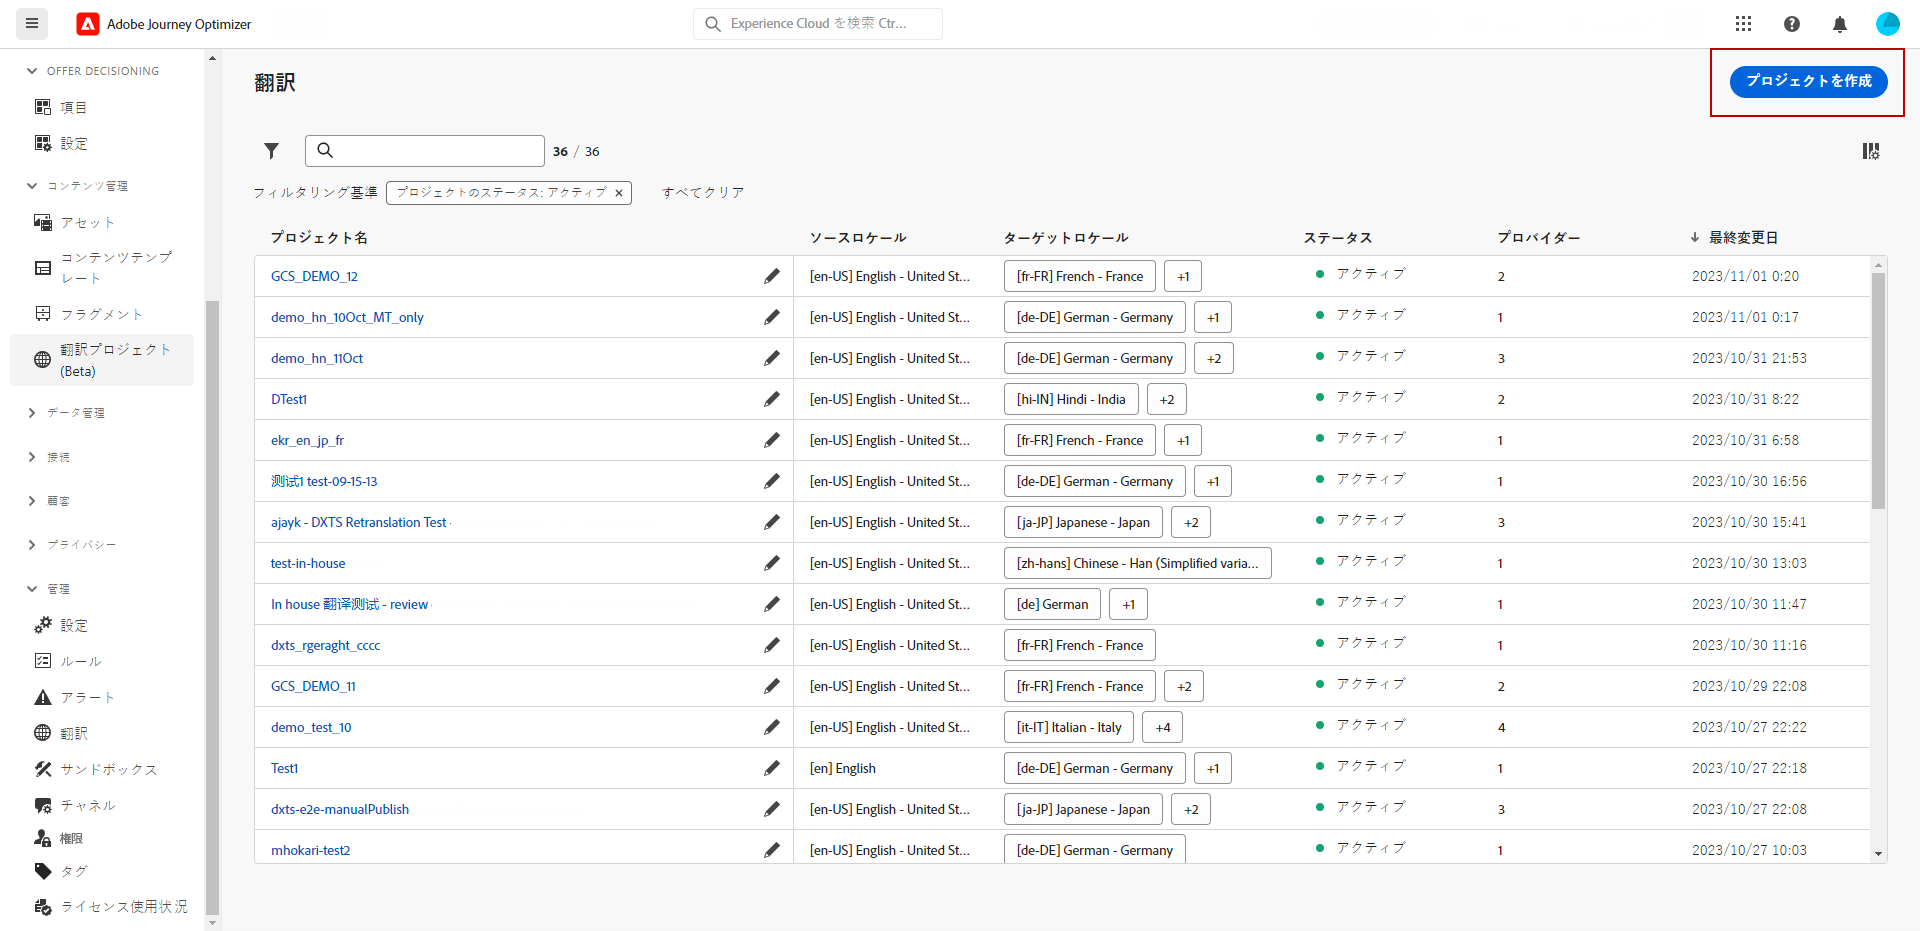 Adobe Journey Optimizer
Experience Cloud を検索 Ctr...
OFFER DECISIONING
項目
設定
コンテンツ管理
アセット
コンテンツテンプ
レート
フラグメント
翻訳プロジェクト
(Beta)
データ管理
接続
顧客
プライバシー
管理
設定
ルール
アラート
翻訳
サンドボックス
チャネル
権限
タグ
ライセンス使用状況
翻訳
プロジェクトを作成
36 / 36
フィルタリング基準 プロジェクトのステータス: アクティブ × すべてクリア
プロジェクト名 ソースロケール ターゲットロケール ステータス プロバイダー ↓ 最終変更日
GCS_DEMO_12 [en-US] English - United St... [fr-FR] French - France +1 アクティブ 2 2023/11/01 0:20
demo_hn_10Oct_MT_only [en-US] English - United St... [de-DE] German - Germany +1 アクティブ 1 2023/11/01 0:17
demo_hn_11Oct [en-US] English - United St... [de-DE] German - Germany +2 アクティブ 3 2023/10/31 21:53
DTest1 [en-US] English - United St... [hi-IN] Hindi - India +2 アクティブ 2 2023/10/31 8:22
ekr_en_jp_fr [en-US] English - United St... [fr-FR] French - France +1 アクティブ 1 2023/10/31 6:58
测试1 test-09-15-13 [en-US] English - United St... [de-DE] German - Germany +1 アクティブ 1 2023/10/30 16:56
ajayk - DXTS Retranslation Test - [en-US] English - United St... [ja-JP] Japanese - Japan +2 アクティブ 3 2023/10/30 15:41
test-in-house [en-US] English - United St... [zh-hans] Chinese - Han (Simplified varia... アクティブ 1 2023/10/30 13:03
In house 翻译测试 - review [en-US] English - United St... [de] German +1 アクティブ 1 2023/10/30 11:47
dxts_rgeraght_cccc [en-US] English - United St... [fr-FR] French - France アクティブ 1 2023/10/30 11:16
GCS_DEMO_11 [en-US] English - United St... [fr-FR] French - France +2 アクティブ 2 2023/10/29 22:08
demo_test_10 [en-US] English - United St... [it-IT] Italian - Italy +4 アクティブ 4 2023/10/27 22:22
Test1 [en] English [de-DE] German - Germany +1 アクティブ 1 2023/10/27 22:18
dxts-e2e-manualPublish [en-US] English - United St... [ja-JP] Japanese - Japan +2 アクティブ 3 2023/10/27 22:08
mhokari-test2 [en-US] English - United St... [de-DE] German - Germany アクティブ 1 2023/10/27 10:03